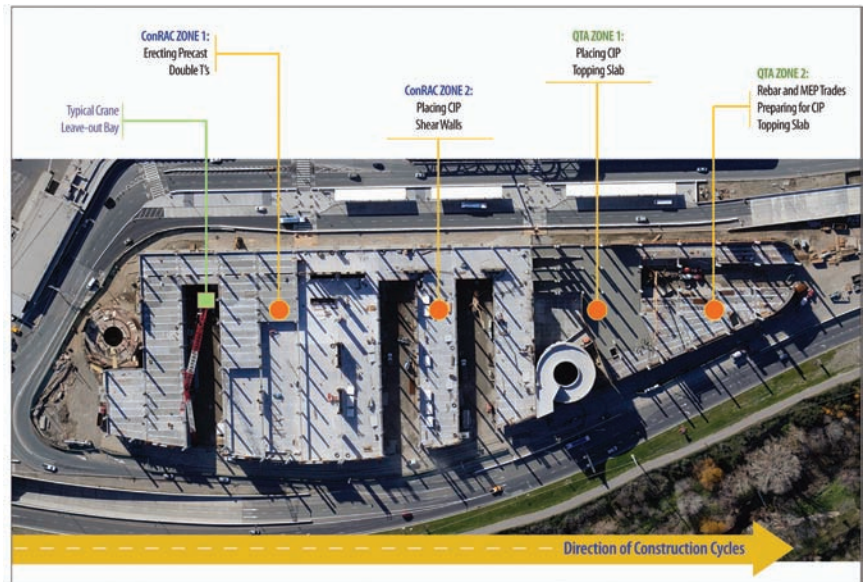 ConRAC ZONE 1:
Erecting Precast
Double T's
QTA ZONE 1:
Placing CIP
Topping Slab
Typical Crane
Leave-out Bay
ConRAC ZONE 2:
Placing CIP
Shear Walls
QTA ZONE 2:
Rebar and MEP Trades
Preparing for CIP
Topping Slab
Direction of Construction Cycles